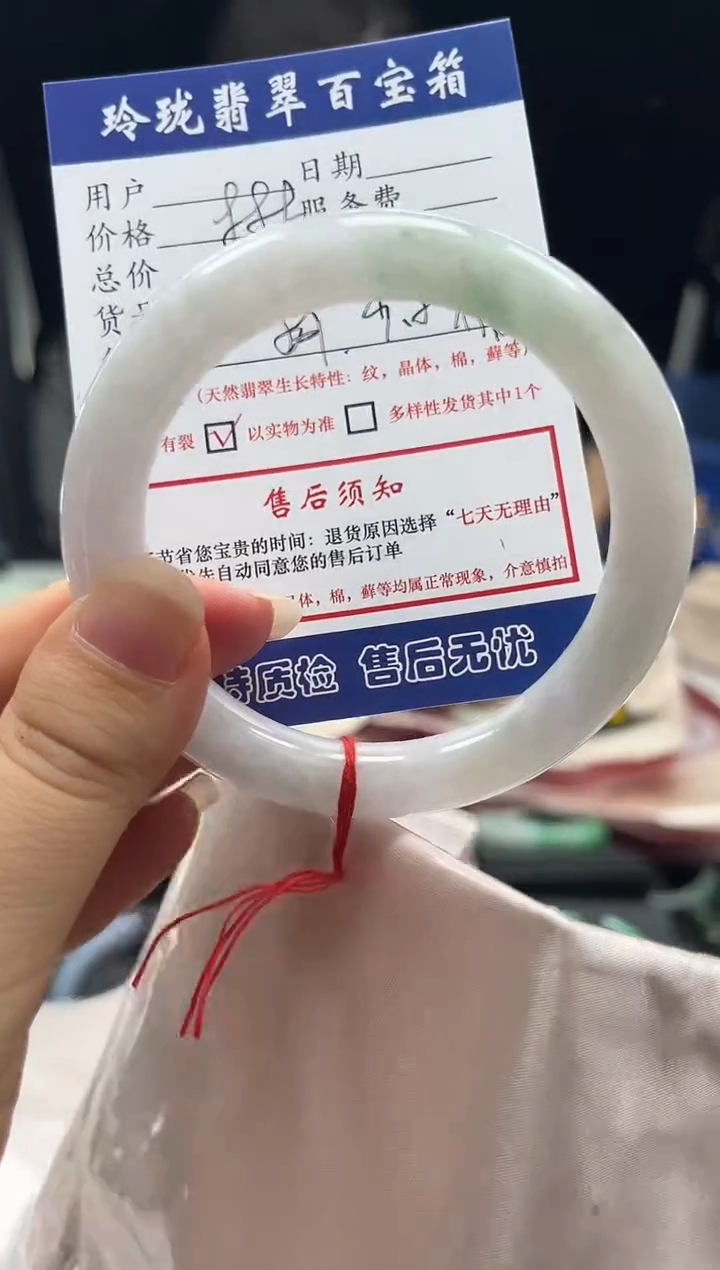 玲珑翡翠百宝箱
用户 日期
价格 服务费
总价
货
(天然翡翠生长特性：纹，晶体，棉，藓等)
有裂 ☑ 以实物为准 □ 多样性发货其中1个
售后须知
节省您宝贵的时间：退货原因选择“七天无理由”
先自动同意您的售后订单
体，棉，藓等均属正常现象，介意慎拍
持质检 售后无忧